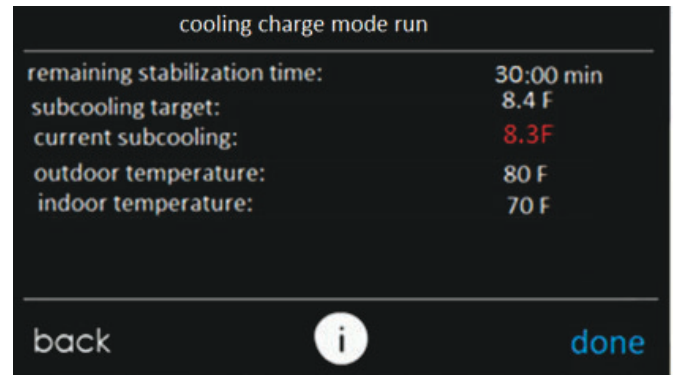 cooling charge mode run
remaining stabilization time: 30:00 min
subcooling target: 8.4 F
current subcooling: 8.3F
outdoor temperature: 80 F
indoor temperature: 70 F
back i done